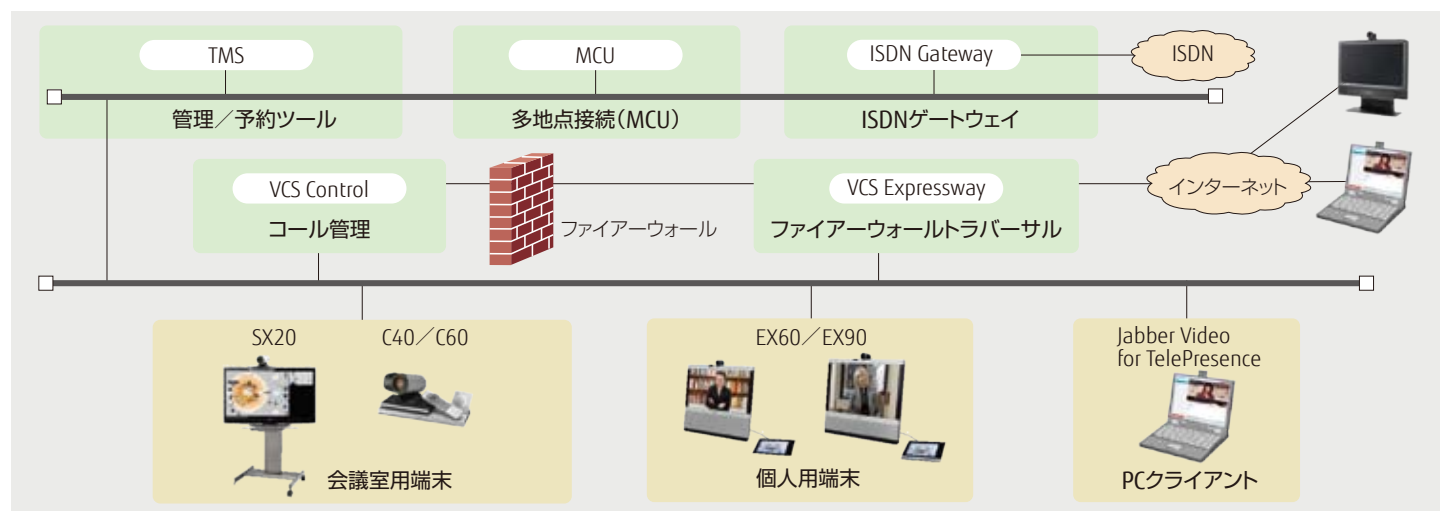 TMS
管理／予約ツール
MCU
多地点接続（MCU）
ISDN Gateway
ISDNゲートウェイ
ISDN
VCS Control
コール管理
ファイアーウォール
VCS Expressway
ファイアーウォールトラバーサル
インターネット
SX20
C40／C60
会議室用端末
EX60／EX90
個人用端末
Jabber Video
for TelePresence
PCクライアント